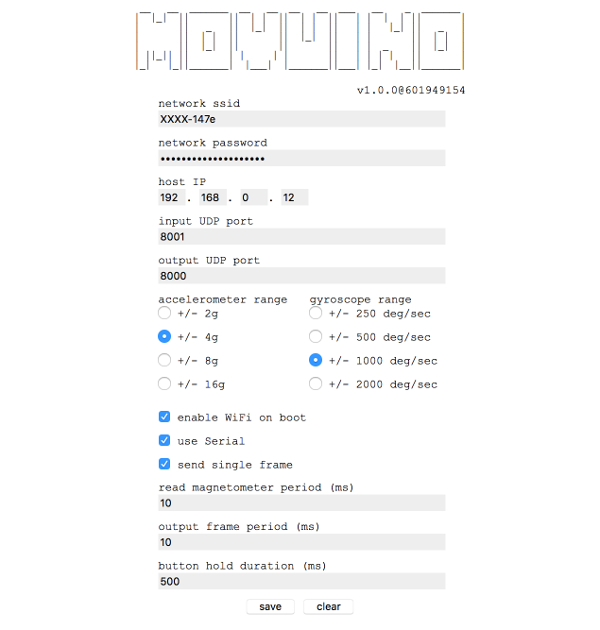 MOVUINO
v1.0.0@601949154
network ssid
XXXX-147e
network password
••••••••••••••••••••
host IP
192 . 168 . 0 . 12
input UDP port
8001
output UDP port
8000
accelerometer range gyroscope range
+/- 2g +/- 250 deg/sec
+/- 4g +/- 500 deg/sec
+/- 8g +/- 1000 deg/sec
+/- 16g +/- 2000 deg/sec
enable WiFi on boot
use Serial
send single frame
read magnetometer period (ms)
10
output frame period (ms)
10
button hold duration (ms)
500
save clear